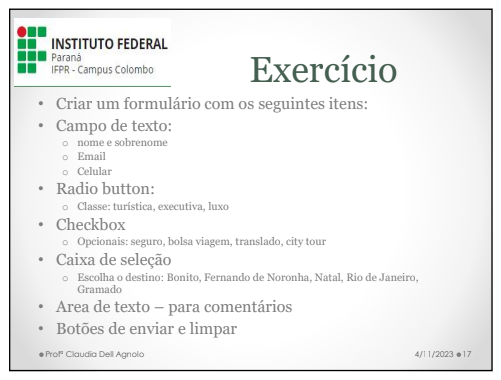 INSTITUTO FEDERAL
Paraná
IFPR - Campus Colombo
Exercício
• Criar um formulário com os seguintes itens:
• Campo de texto:
o nome e sobrenome
o Email
o Celular
• Radio button:
o Classe: turística, executiva, luxo
• Checkbox
o Opcionais: seguro, bolsa viagem, translado, city tour
• Caixa de seleção
o Escolha o destino: Bonito, Fernando de Noronha, Natal, Rio de Janeiro,
Gramado
• Area de texto – para comentários
• Botões de enviar e limpar
Profª Claudia Dell Agnolo
4/11/2023 17